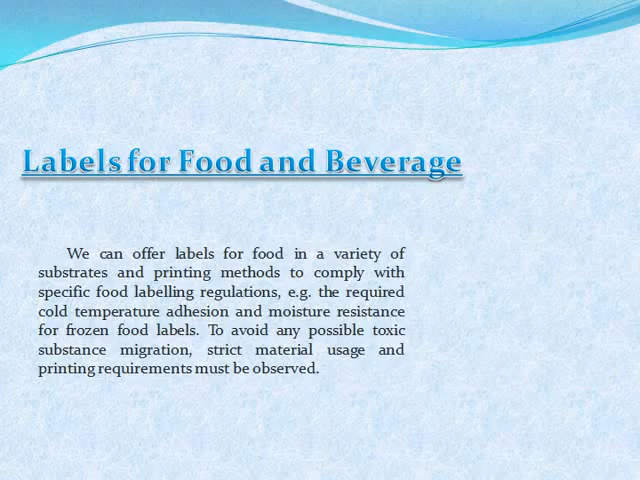 Labels for Food and Beverage
We can offer labels for food in a variety of
substrates and printing methods to comply with
specific food labelling regulations, e.g. the required
cold temperature adhesion and moisture resistance
for frozen food labels. To avoid any possible toxic
substance migration, strict material usage and
printing requirements must be observed.